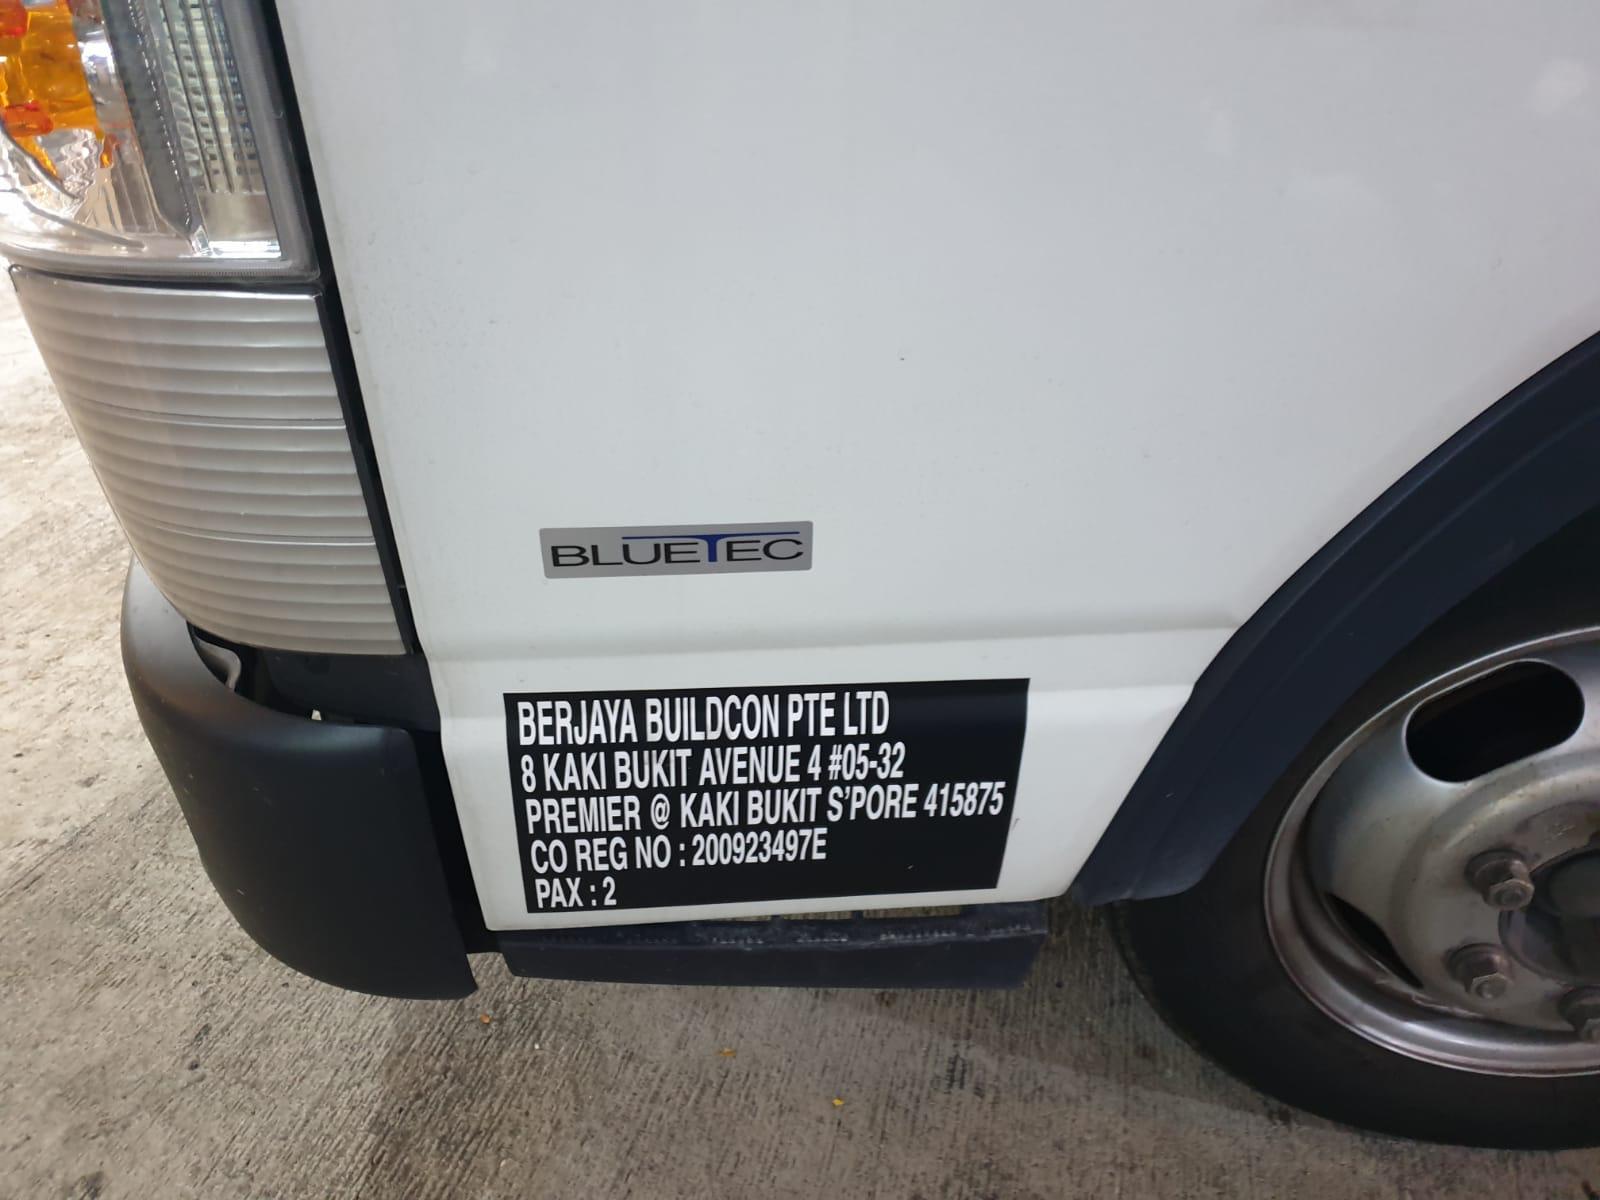 BLUETEC
BERJAYA BUILDCON PTE LTD
8 KAKI BUKIT AVENUE 4 #05-32
PREMIER @ KAKI BUKIT S'PORE 415875
CO REG NO : 200923497E
PAX : 2